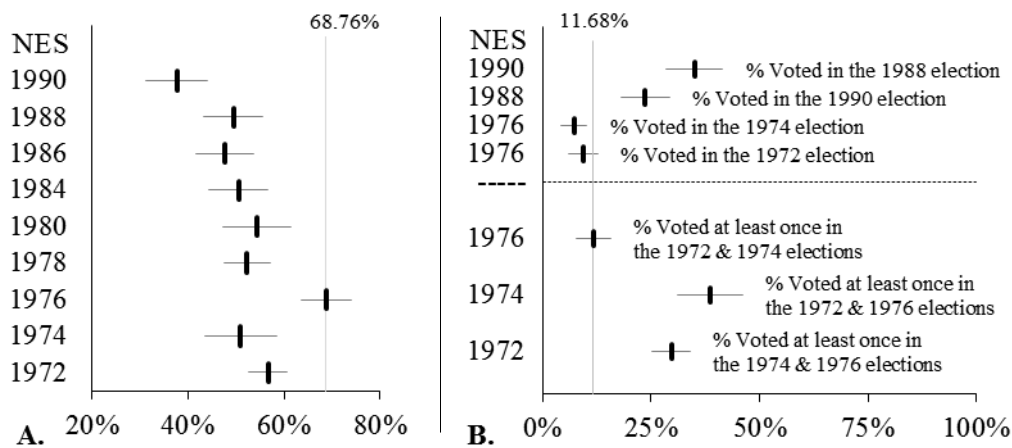 68.76%
NES
1990
1988
1986
1984
1980
1978
1976
1974
1972
20% 40% 60% 80%
A.
11.68%
NES
1990 % Voted in the 1988 election
1988 % Voted in the 1990 election
1976 % Voted in the 1974 election
1976 % Voted in the 1972 election
1976 % Voted at least once in
the 1972 & 1974 elections
1974 % Voted at least once in
the 1972 & 1976 elections
1972 % Voted at least once in
the 1974 & 1976 elections
0% 25% 50% 75% 100%
B.